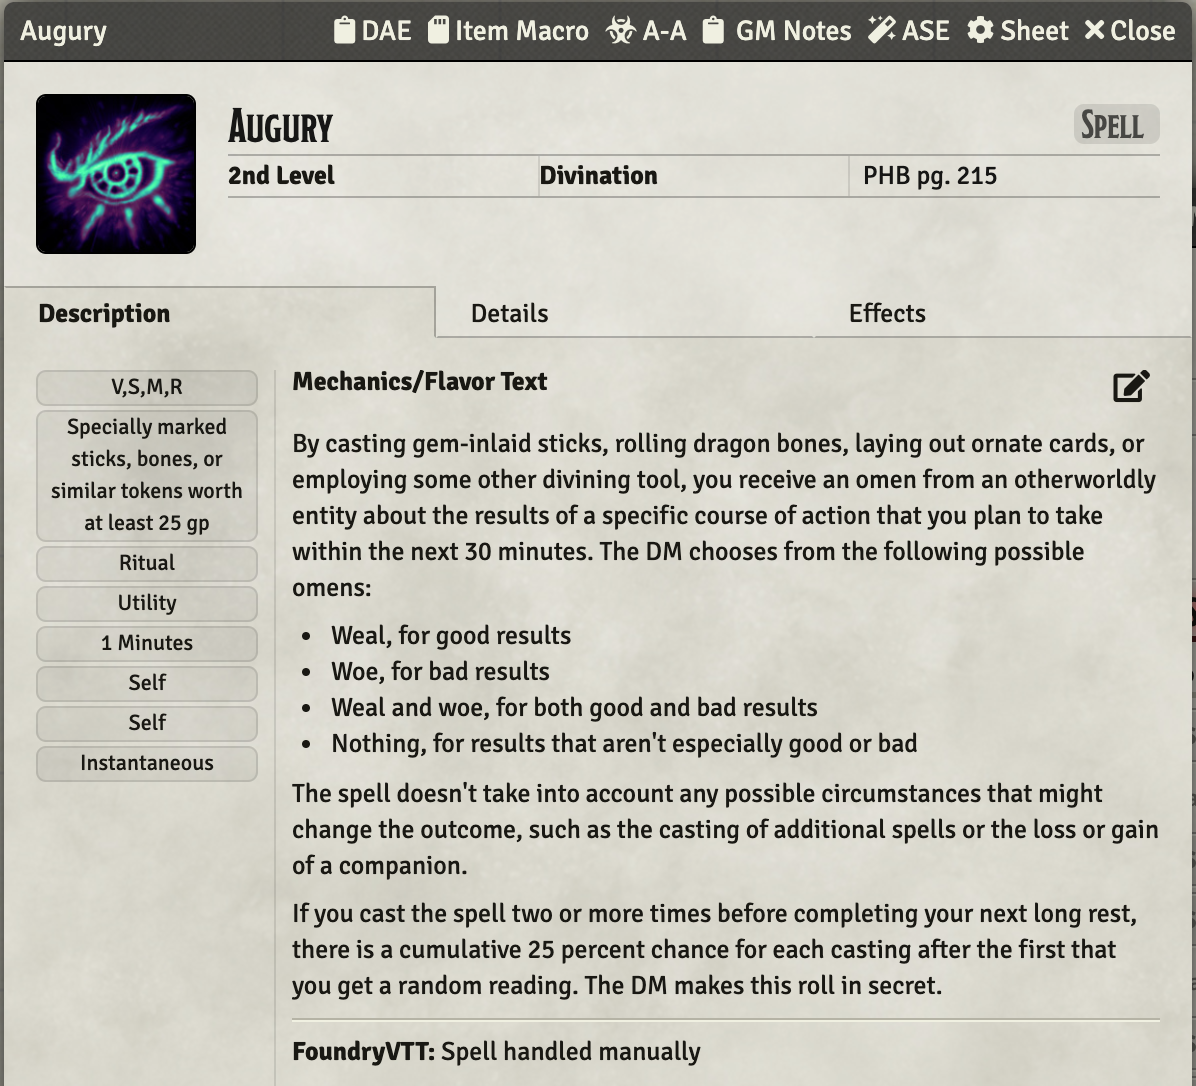 Augury
DAE
Item Macro
A-A
GM Notes
ASE
Sheet
Close
Augury
Spell
2nd Level
Divination
PHB pg. 215
Description
Details
Effects
V,S,M,R
Specially marked
sticks, bones, or
similar tokens worth
at least 25 gp
Ritual
Utility
1 Minutes
Self
Self
Instantaneous
Mechanics/Flavor Text
By casting gem-inlaid sticks, rolling dragon bones, laying out ornate cards, or
employing some other divining tool, you receive an omen from an otherworldly
entity about the results of a specific course of action that you plan to take
within the next 30 minutes. The DM chooses from the following possible
omens:
• Weal, for good results
• Woe, for bad results
• Weal and woe, for both good and bad results
• Nothing, for results that aren't especially good or bad
The spell doesn't take into account any possible circumstances that might
change the outcome, such as the casting of additional spells or the loss or gain
of a companion.
If you cast the spell two or more times before completing your next long rest,
there is a cumulative 25 percent chance for each casting after the first that
you get a random reading. The DM makes this roll in secret.
FoundryVTT: Spell handled manually